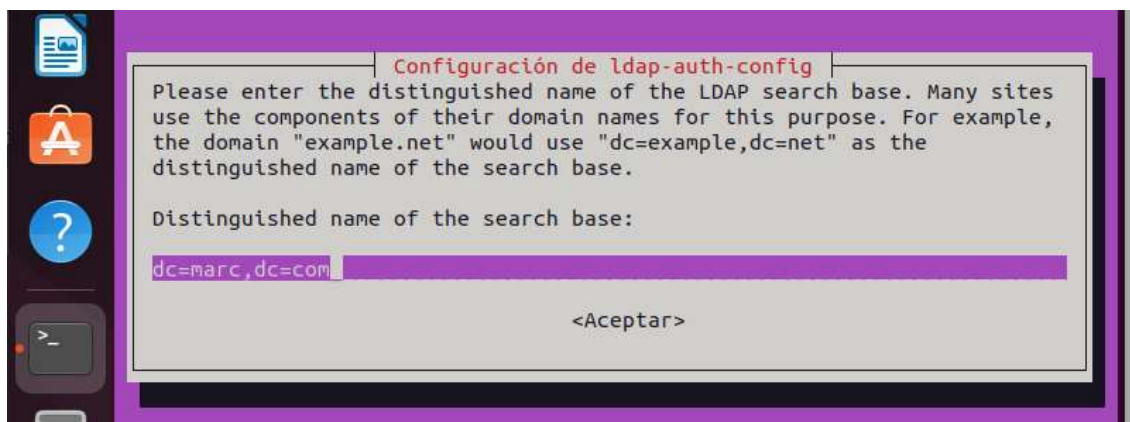 Configuración de ldap-auth-config
Please enter the distinguished name of the LDAP search base. Many sites
use the components of their domain names for this purpose. For example,
the domain "example.net" would use "dc=example,dc=net" as the
distinguished name of the search base.
Distinguished name of the search base:
dc=marc,dc=com_
<Aceptar>